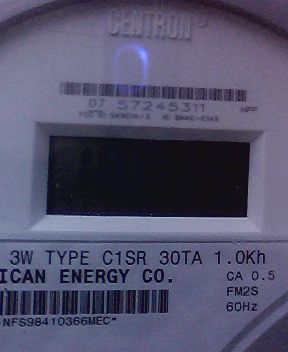 CENTRON®
07 57245311
3W TYPE C1SR 30TA 1.0Kh
ICAN ENERGY CO.
CA 0.5
FM2S
60Hz
NFS98410366MEC*